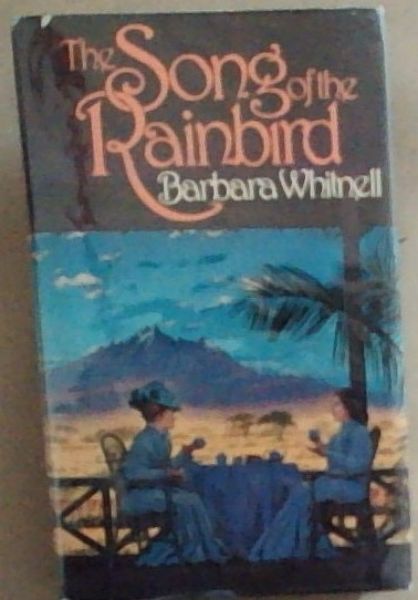 The
Song
of the
Rainbird
Barbara Whitnell